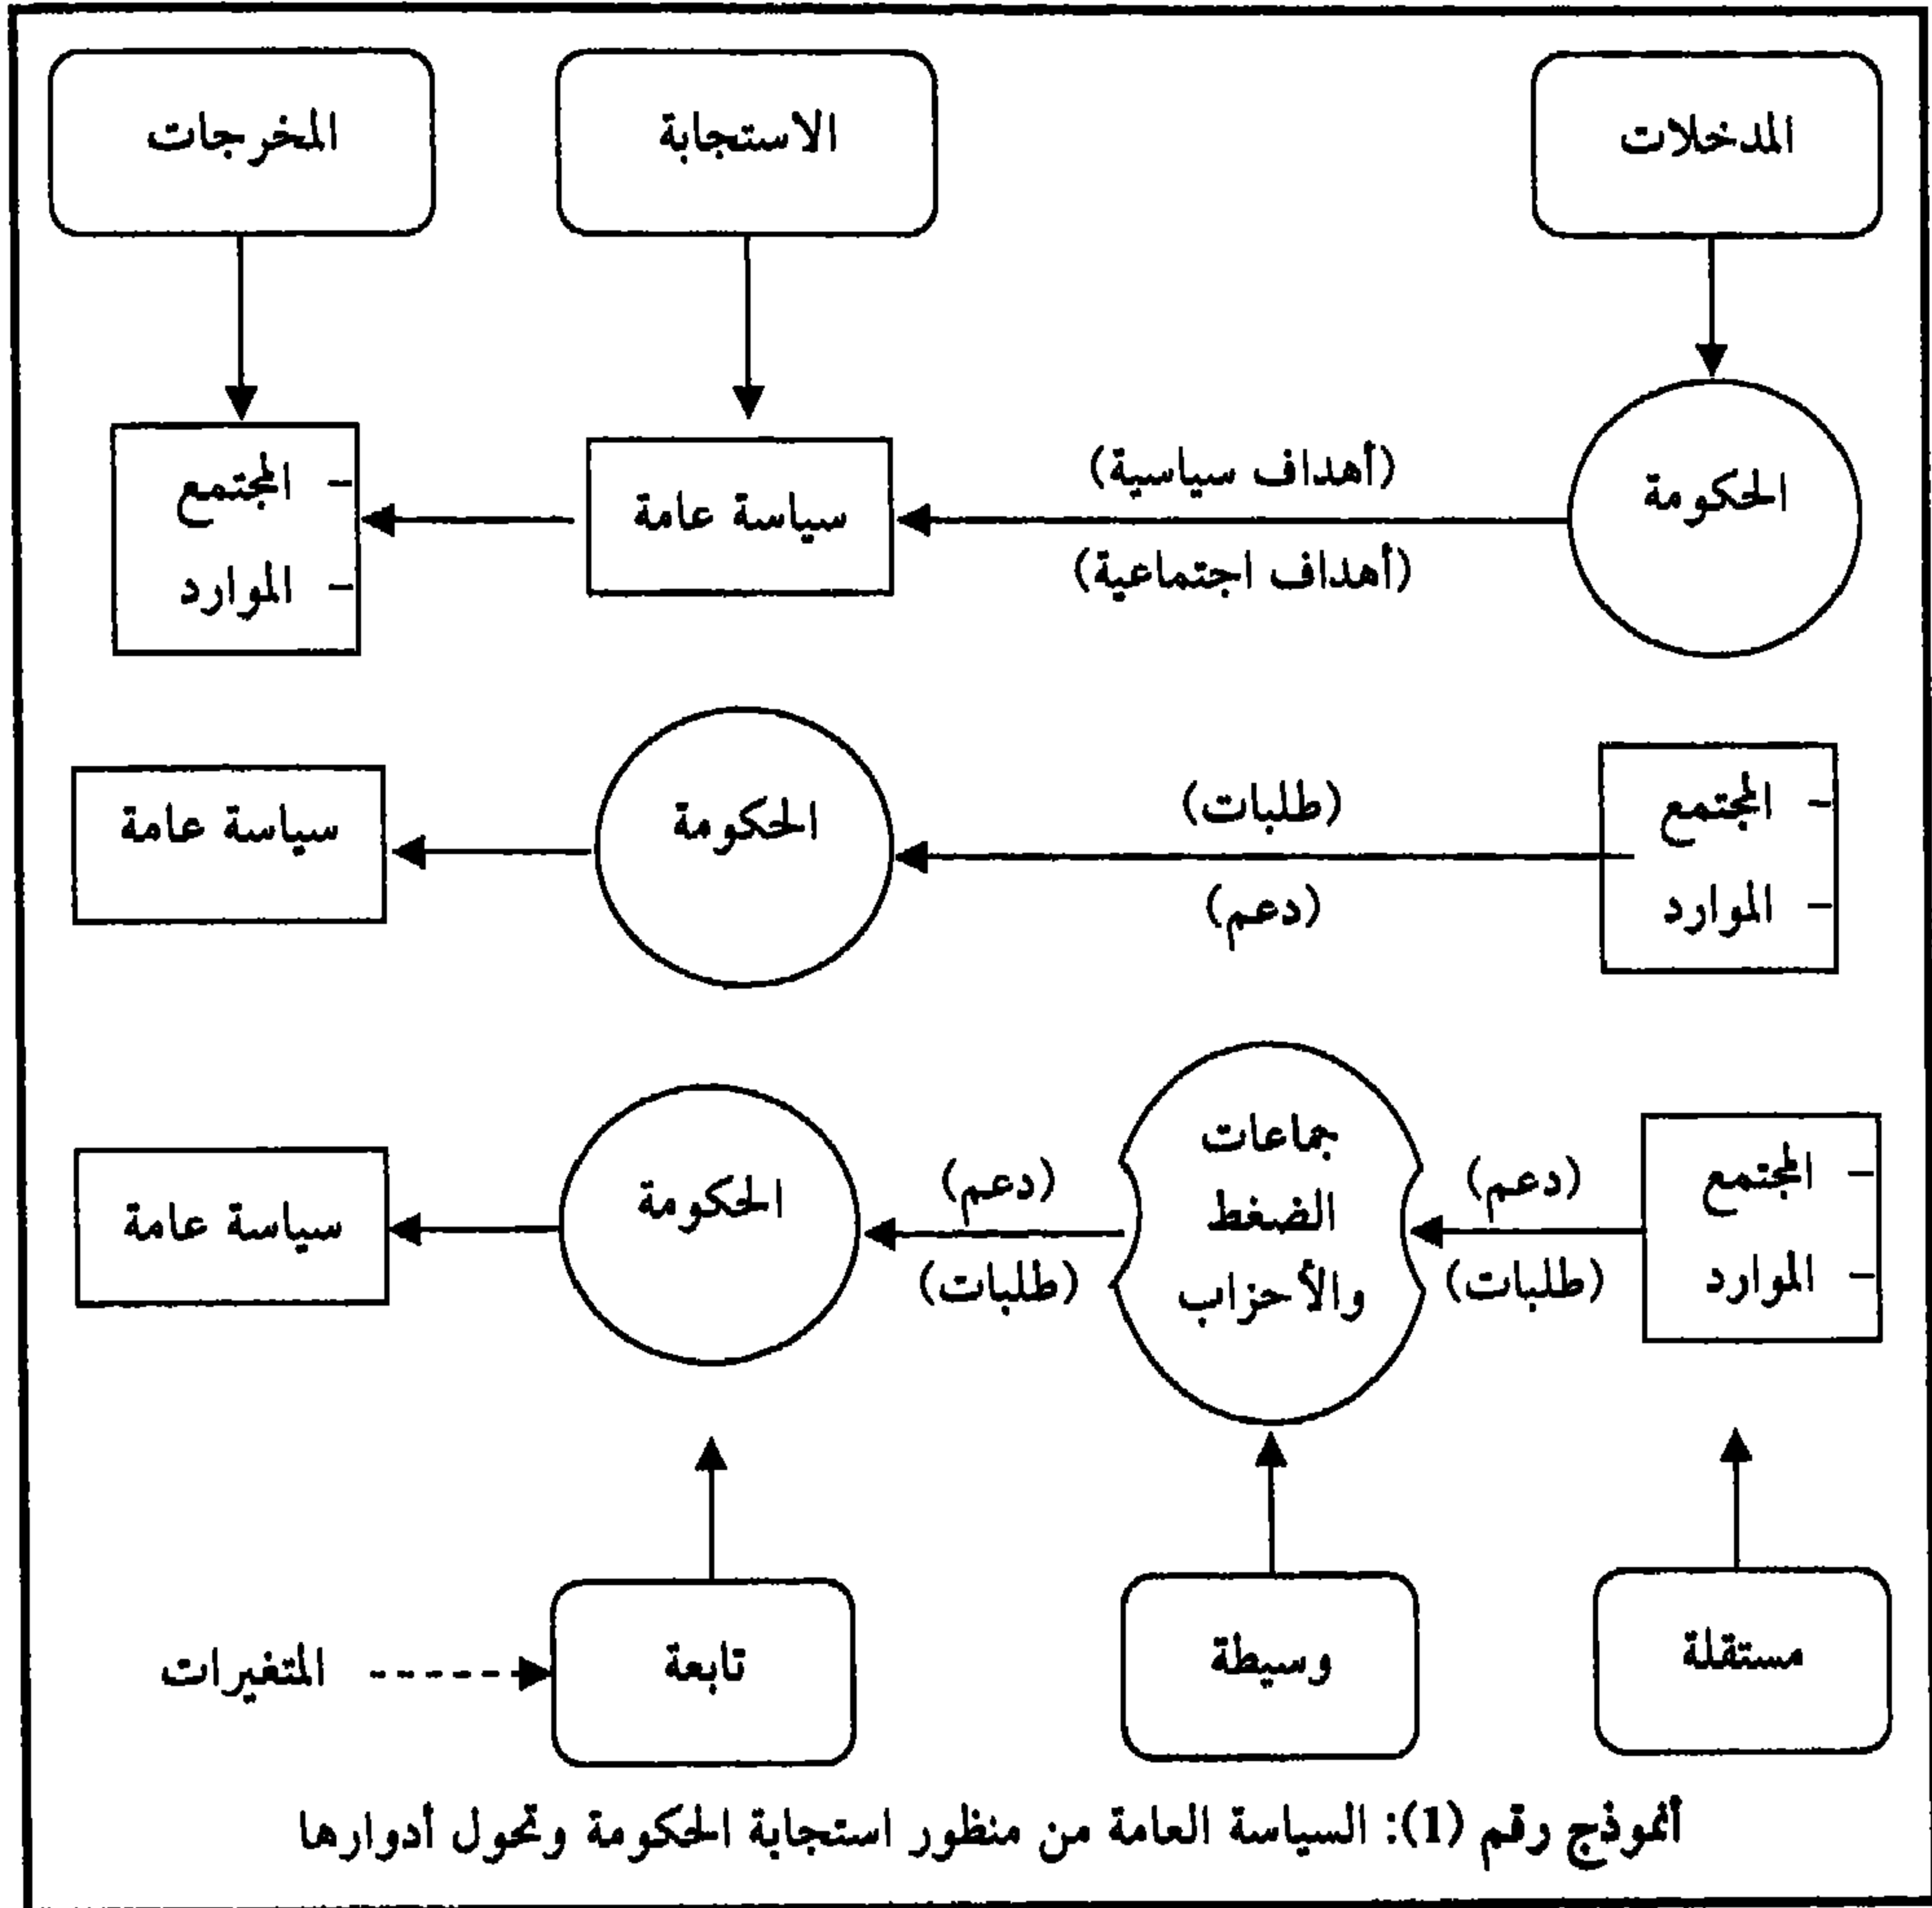 المدخلات
الاستجابة
المخرجات
الحكومة
(أهداف سياسية)
(أهداف اجتماعية)
سياسة عامة
- المجتمع
- الموارد
- المجتمع
- الموارد
(طلبات)
(دعم)
الحكومة
سياسة عامة
- المجتمع
- الموارد
(دعم)
(طلبات)
جماعات
الضغط
والأحزاب
(دعم)
(طلبات)
الحكومة
سياسة عامة
مستقلة
وسيطة
تابعة
المتغيرات
أنموذج رقم (1): السياسة العامة من منظور استجابة الحكومة وتحول أدوارها